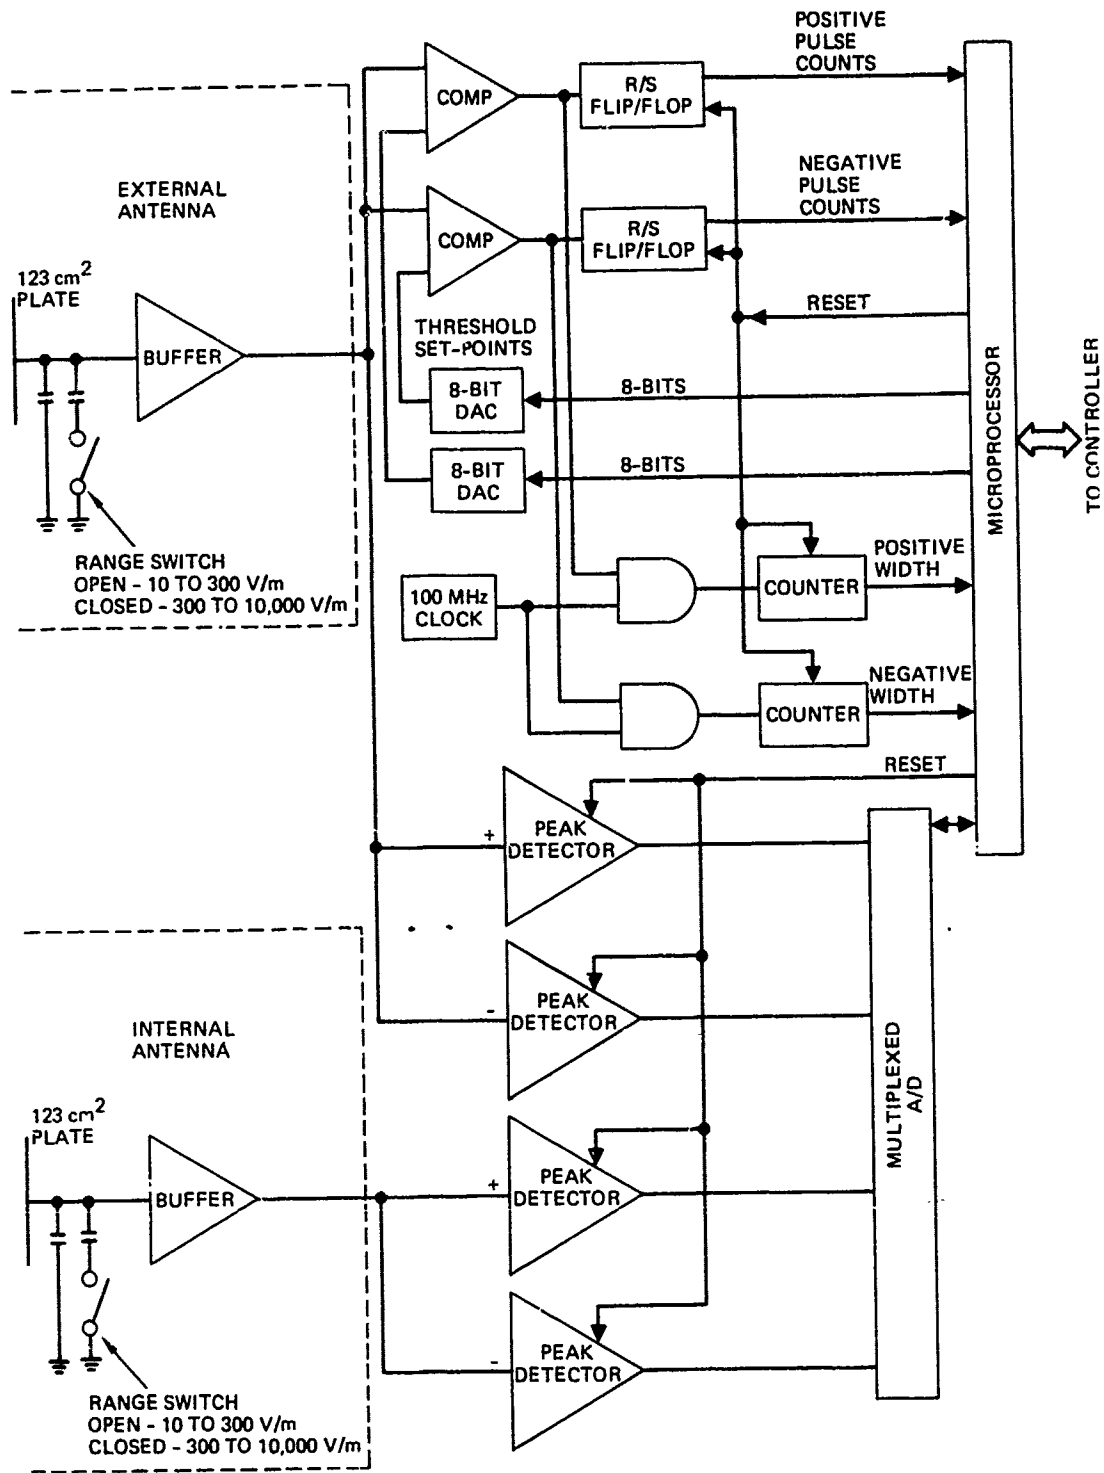 POSITIVE
PULSE
COUNTS
R/S
FLIP/FLOP
COMP
EXTERNAL
ANTENNA
NEGATIVE
PULSE
COUNTS
R/S
FLIP/FLOP
COMP
123 cm²
PLATE
BUFFER
THRESHOLD
SET-POINTS
RESET
8-BIT
DAC
8-BITS
8-BIT
DAC
8-BITS
MICROPROCESSOR
TO CONTROLLER
RANGE SWITCH
OPEN – 10 TO 300 V/m
CLOSED – 300 TO 10,000 V/m
100 MHz
CLOCK
COUNTER
POSITIVE
WIDTH
COUNTER
NEGATIVE
WIDTH
RESET
+
PEAK
DETECTOR
-
PEAK
DETECTOR
INTERNAL
ANTENNA
MULTIPLEXED
A/D
123 cm²
PLATE
BUFFER
+
PEAK
DETECTOR
-
PEAK
DETECTOR
RANGE SWITCH
OPEN – 10 TO 300 V/m
CLOSED – 300 TO 10,000 V/m